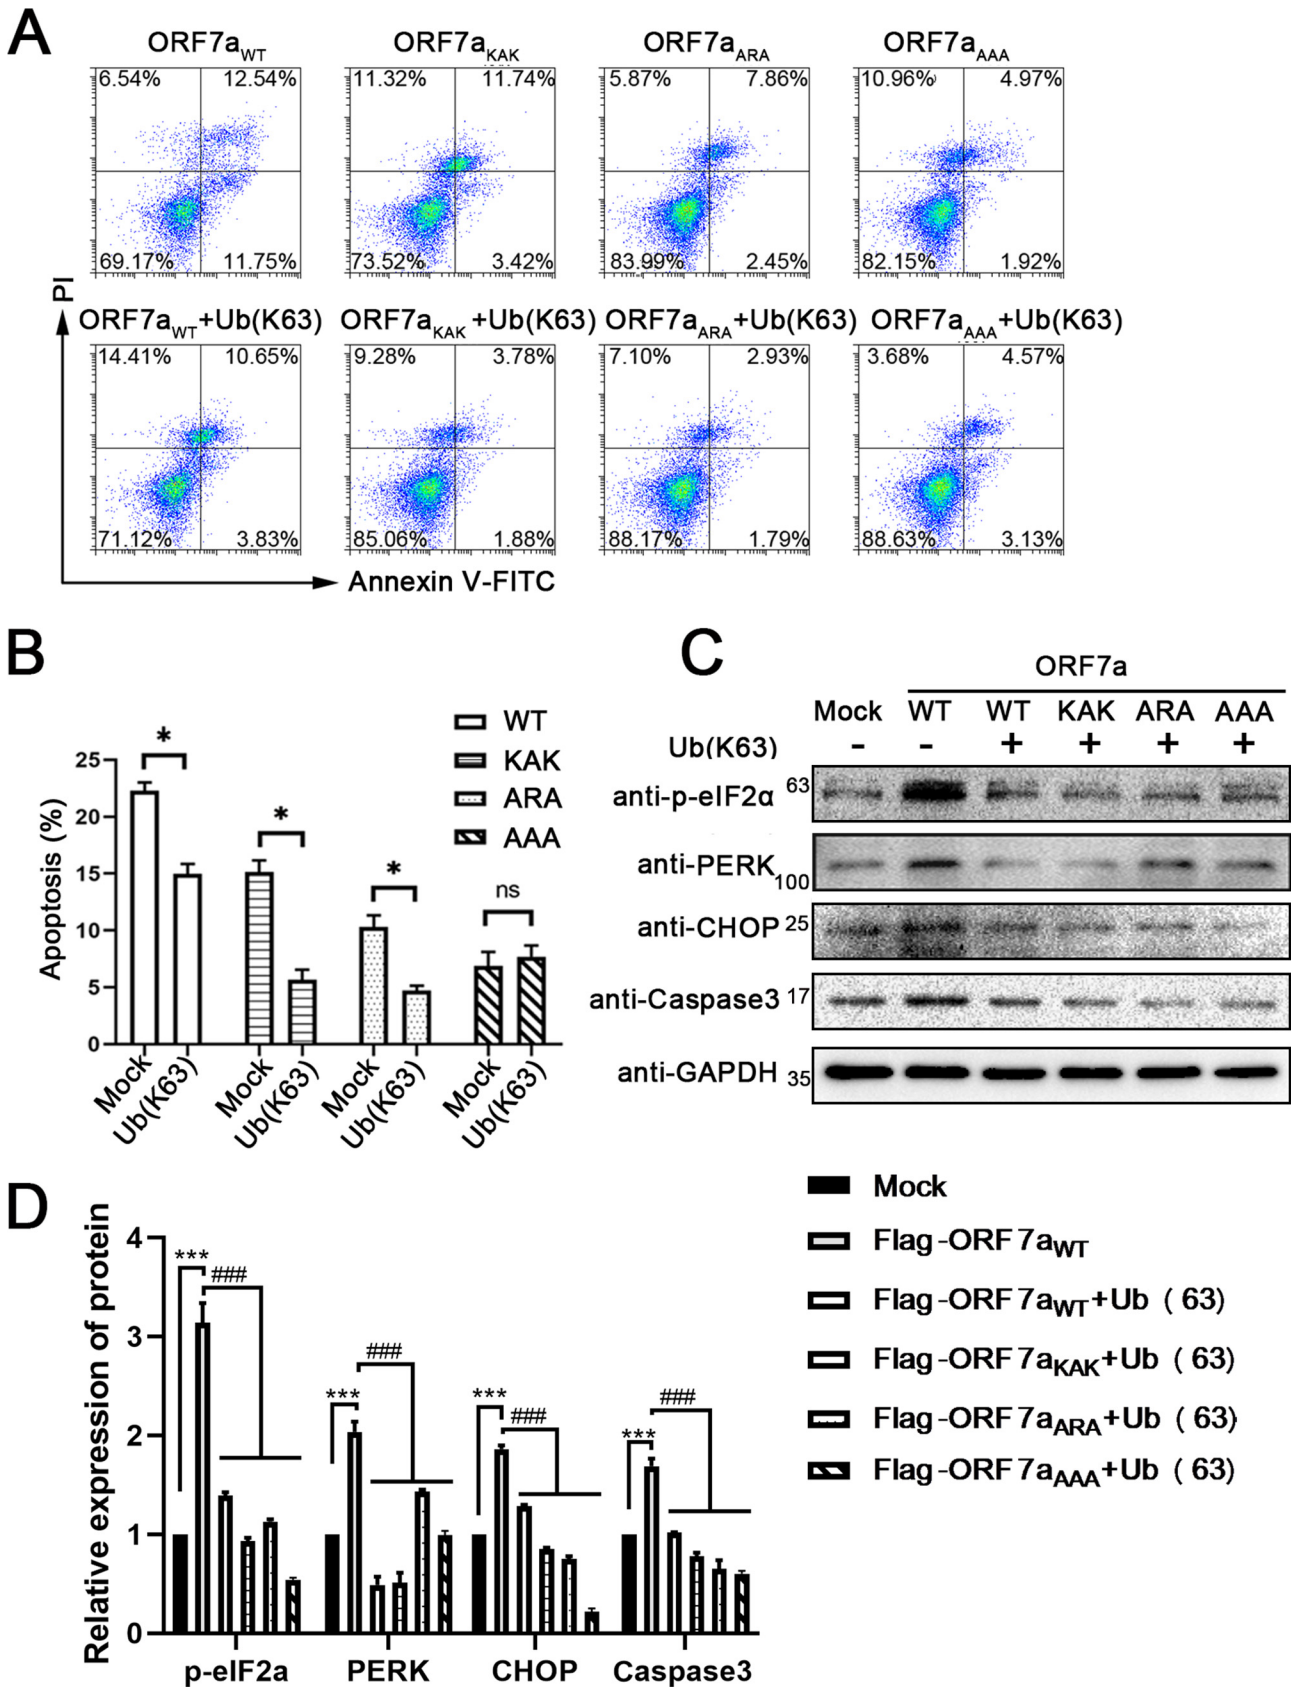 A
ORF7aWT ORF7aKAK ORF7aARA ORF7aAAA
6.54% 12.54% 11.32% 11.74% 5.87% 7.86% 10.96% 4.97%
69.17% 11.75% 73.52% 3.42% 83.99% 2.45% 82.15% 1.92%
PI
ORF7aWT+Ub(K63) ORF7aKAK+Ub(K63) ORF7aARA+Ub(K63) ORF7aAAA+Ub(K63)
14.41% 10.65% 9.28% 3.78% 7.10% 2.93% 3.68% 4.57%
71.12% 3.83% 85.06% 1.88% 88.17% 1.79% 88.63% 3.13%
Annexin V-FITC
B
WT
KAK
ARA
AAA
Apoptosis (%)
25
20
15
10
5
0
* * * ns
Mock Ub(K63) Mock Ub(K63) Mock Ub(K63) Mock Ub(K63)
C
ORF7a
Mock WT WT KAK ARA AAA
Ub(K63) - - + + + +
anti-p-eIF2α 63
anti-PERK 100
anti-CHOP 25
anti-Caspase3 17
anti-GAPDH 35
D
Relative expression of protein
4
3
2
1
0
*** ### *** ### *** ### *** ###
p-eIF2a PERK CHOP Caspase3
Mock
Flag-ORF7aWT
Flag-ORF7aWT+Ub (63)
Flag-ORF7aKAK+Ub (63)
Flag-ORF7aARA+Ub (63)
Flag-ORF7aAAA+Ub (63)